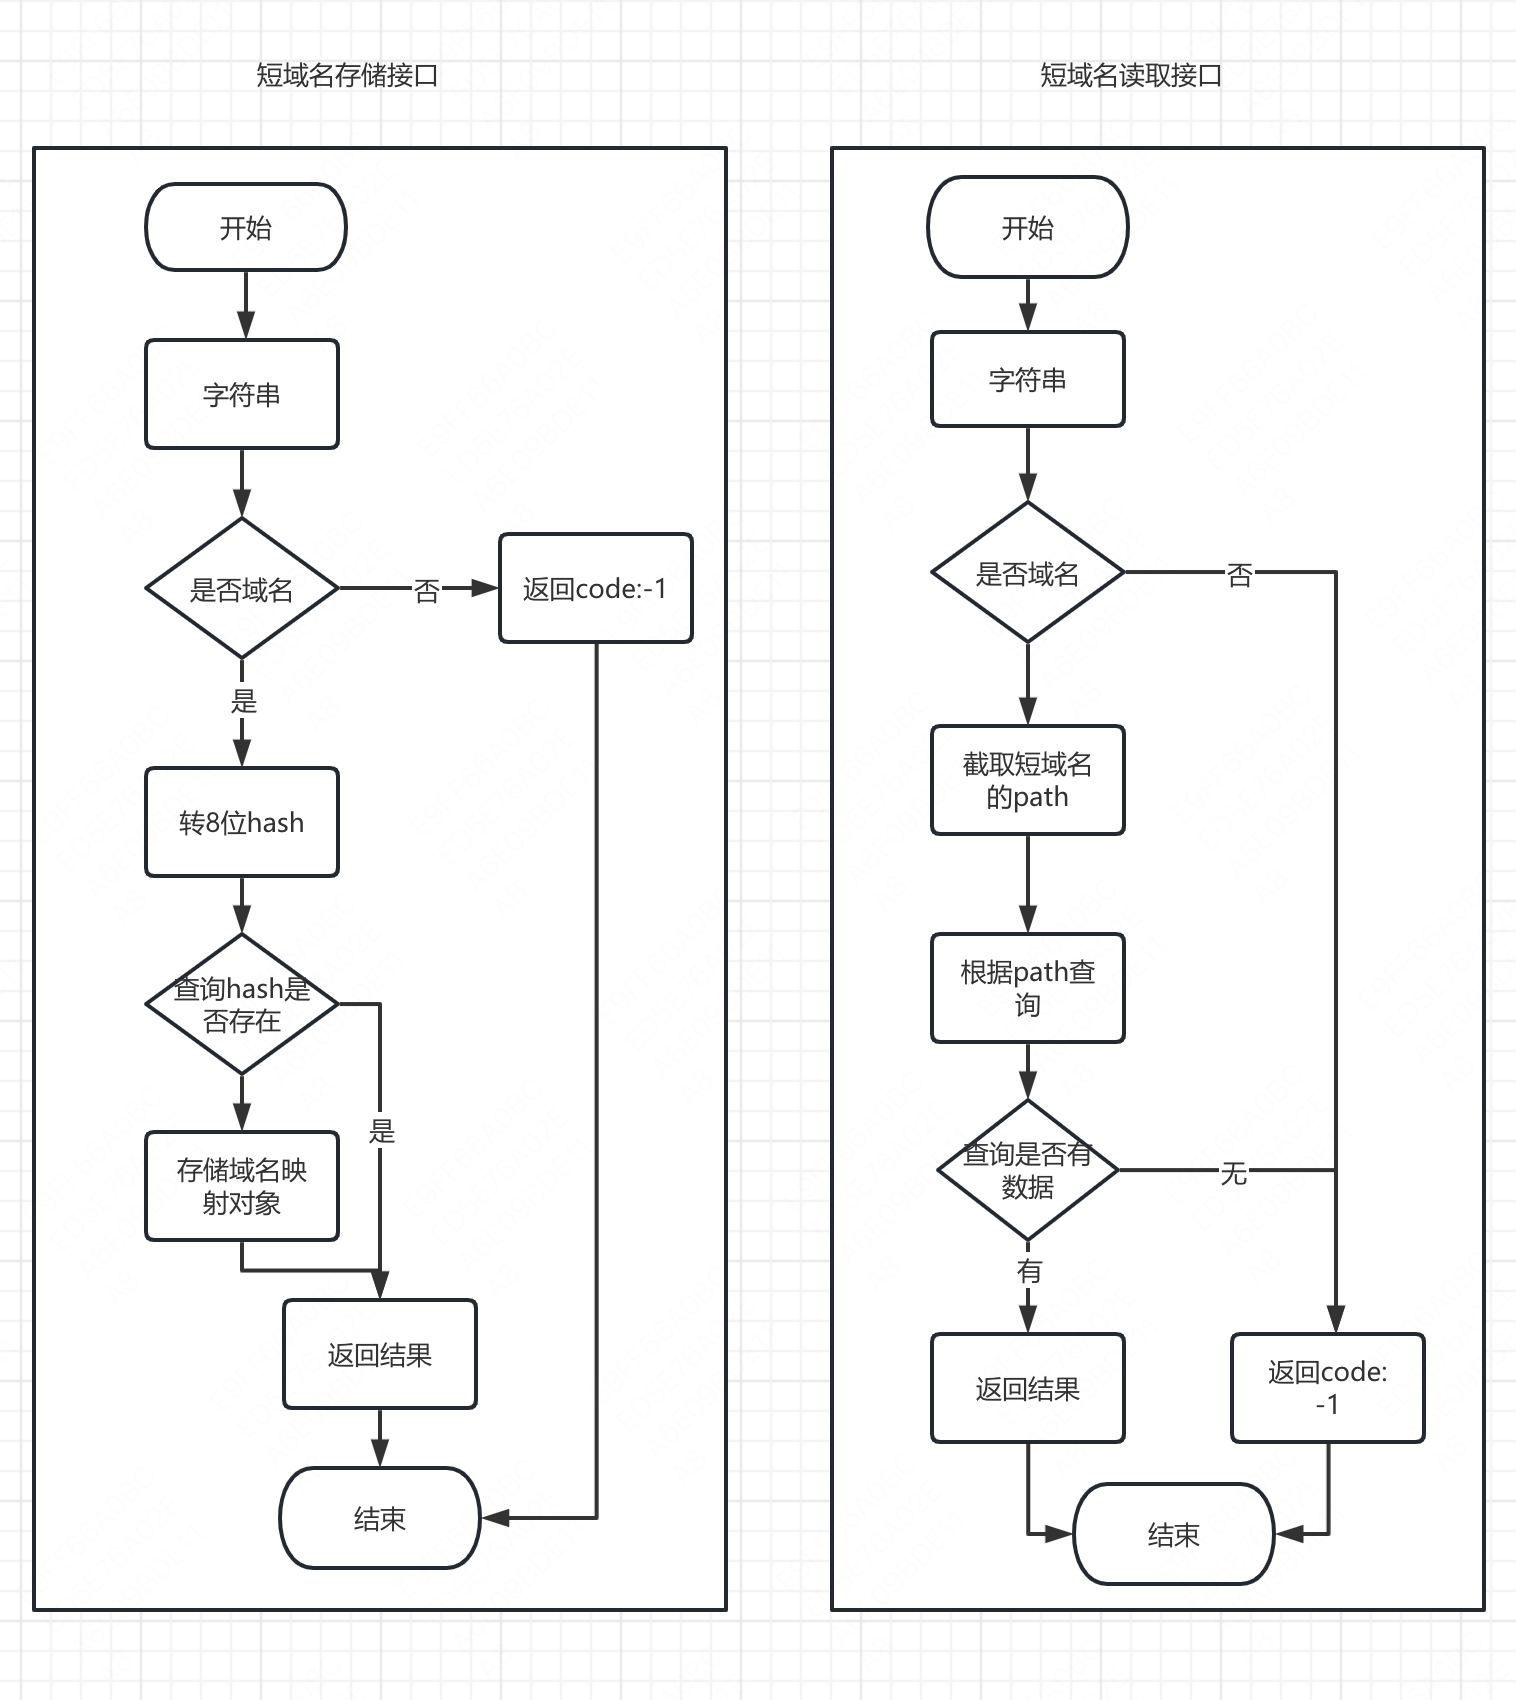 短域名存储接口
开始
字符串
是否域名
否
返回code:-1
是
转8位hash
查询hash是
否存在
是
存储域名映
射对象
返回结果
结束
短域名读取接口
开始
字符串
是否域名
否
截取短域名
的path
根据path查
询
查询是否有
数据
无
有
返回结果
返回code:
-1
结束